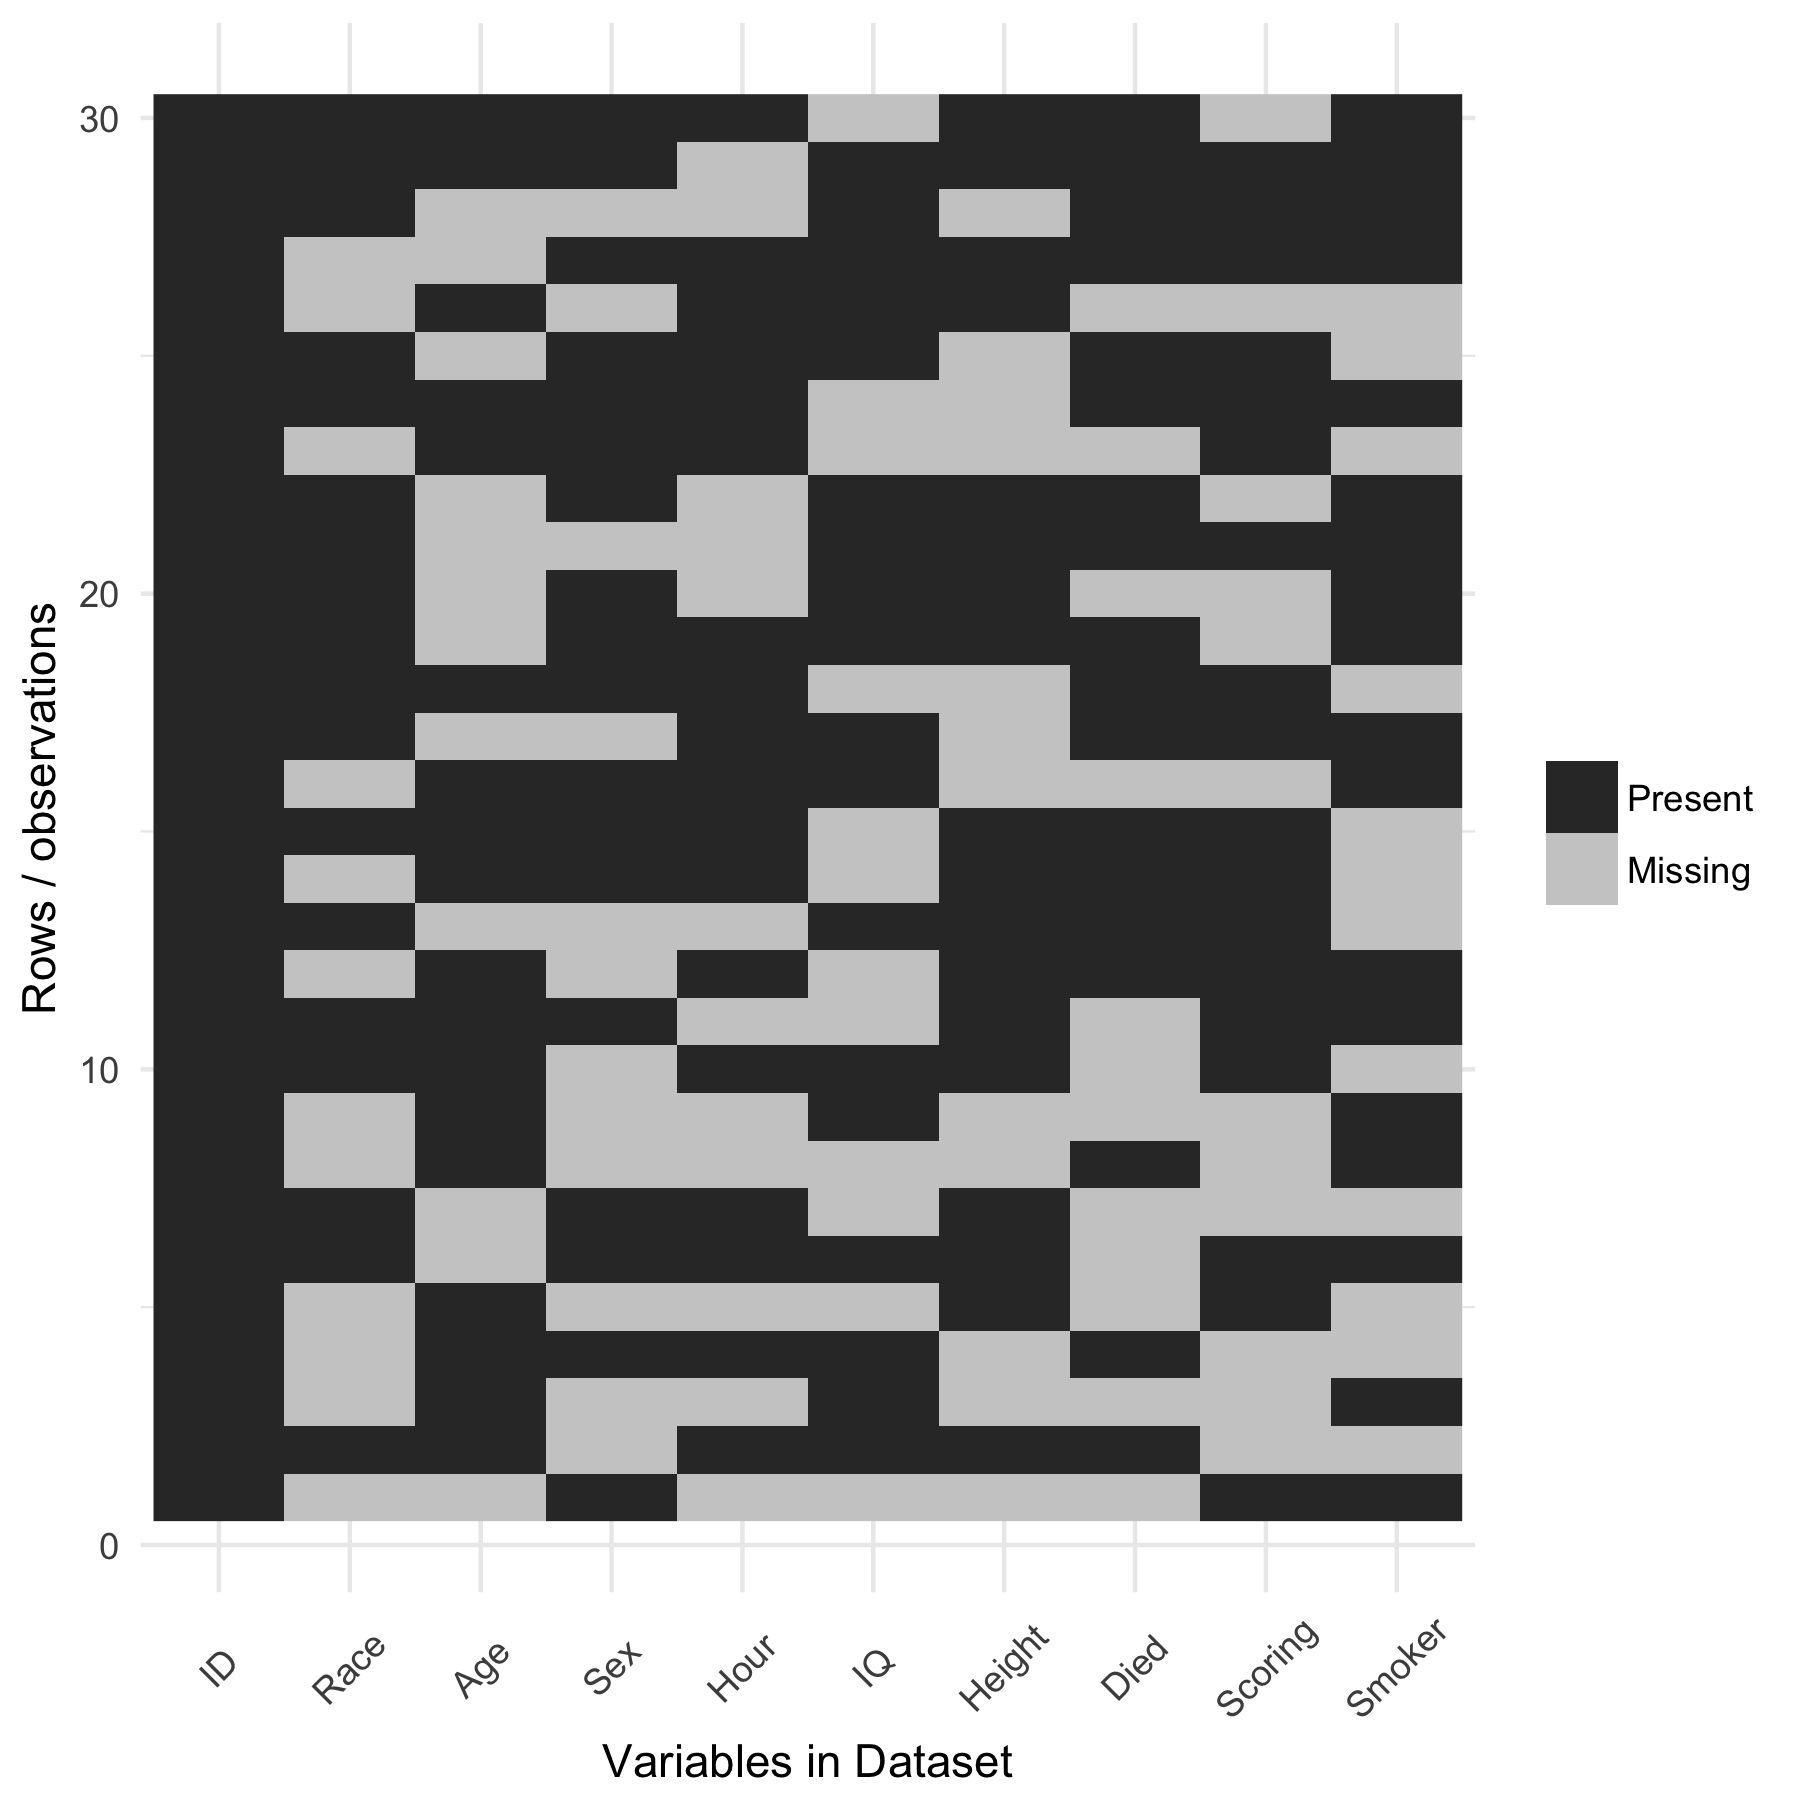 30
20
10
0
Rows / observations
ID
Race
Age
Sex
Hour
IQ
Height
Died
Scoring
Smoker
Variables in Dataset
Present
Missing